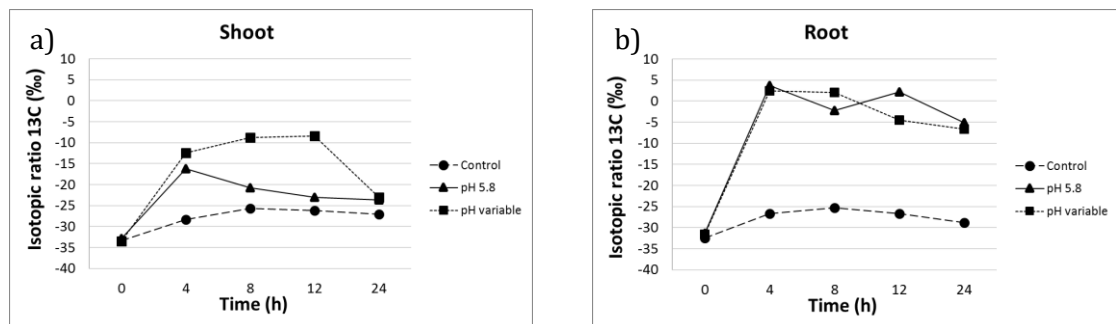 a)
Shoot
Isotopic ratio 13C (‰)
10
5
0
-5
-10
-15
-20
-25
-30
-35
-40
0 4 8 12 24
Time (h)
Control
pH 5.8
pH variable
b)
Root
Isotopic ratio 13C (‰)
10
5
0
-5
-10
-15
-20
-25
-30
-35
-40
0 4 8 12 24
Time (h)
Control
pH 5.8
pH variable